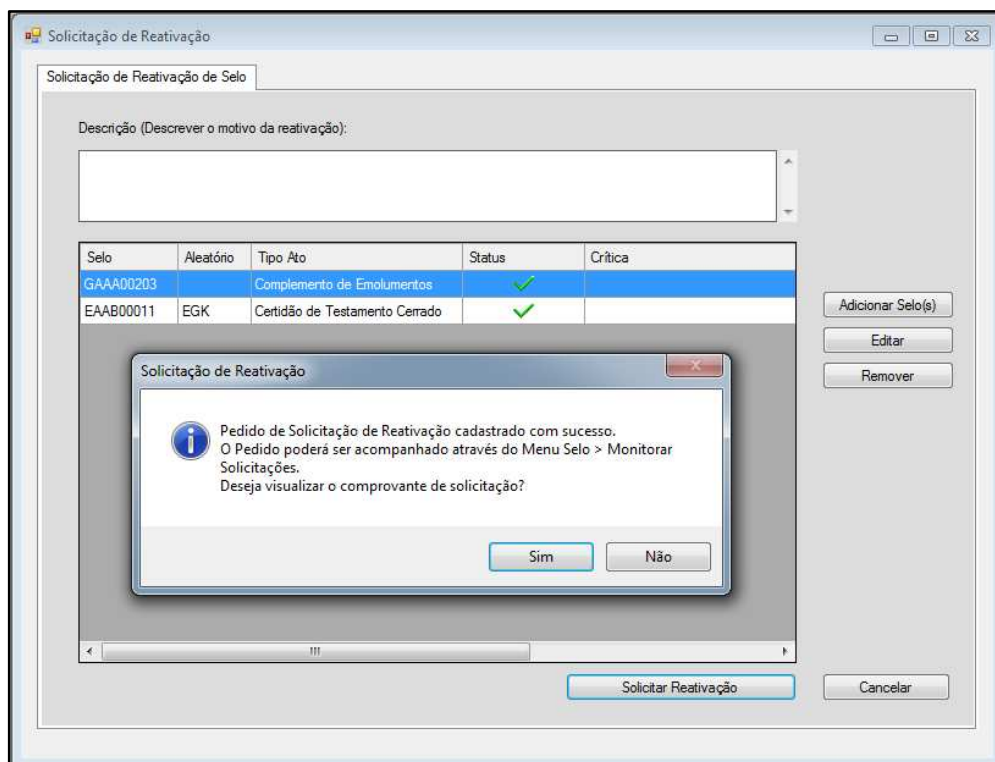 Solicitação de Reativação
Solicitação de Reativação de Selo
Descrição (Descrever o motivo da reativação):
Selo Aleatório Tipo Ato Status Crítica
GAAA00203 Complemento de Emolumentos
EAAB00011 EGK Certidão de Testamento Cerrado
Adicionar Selo(s)
Editar
Remover
Solicitação de Reativação
Pedido de Solicitação de Reativação cadastrado com sucesso.
O Pedido poderá ser acompanhado através do Menu Selo > Monitorar
Solicitações.
Deseja visualizar o comprovante de solicitação?
Sim Não
Solicitar Reativação Cancelar